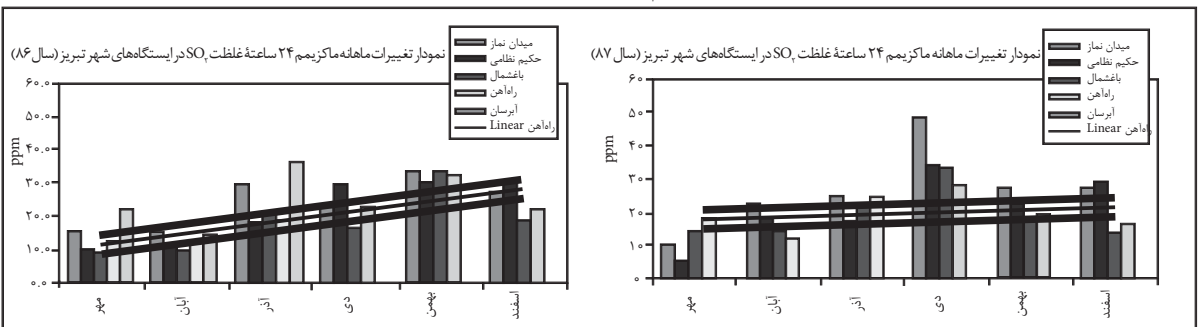 نمودار تغییرات ماهانه ماکزیمم ۲۴ ساعتهٔ غلظت SO۲ در ایستگاه‌های شهر تبریز (سال ۸۷)
میدان نماز
حکیم نظامی
باغشمال
راه‌آهن
آبرسان
راه‌آهن Linear
ppm
۶۰
۵۰
۴۰
۳۰
۲۰
۱۰
۰
مهر
آبان
آذر
دی
بهمن
اسفند
نمودار تغییرات ماهانه ماکزیمم ۲۴ ساعتهٔ غلظت SO۲ در ایستگاه‌های شهر تبریز (سال ۸۶)
میدان نماز
حکیم نظامی
باغشمال
راه‌آهن
آبرسان
راه‌آهن Linear
ppm
۶۰.۰
۵۰.۰
۴۰.۰
۳۰.۰
۲۰.۰
۱۰.۰
۰.۰
مهر
آبان
آذر
دی
بهمن
اسفند